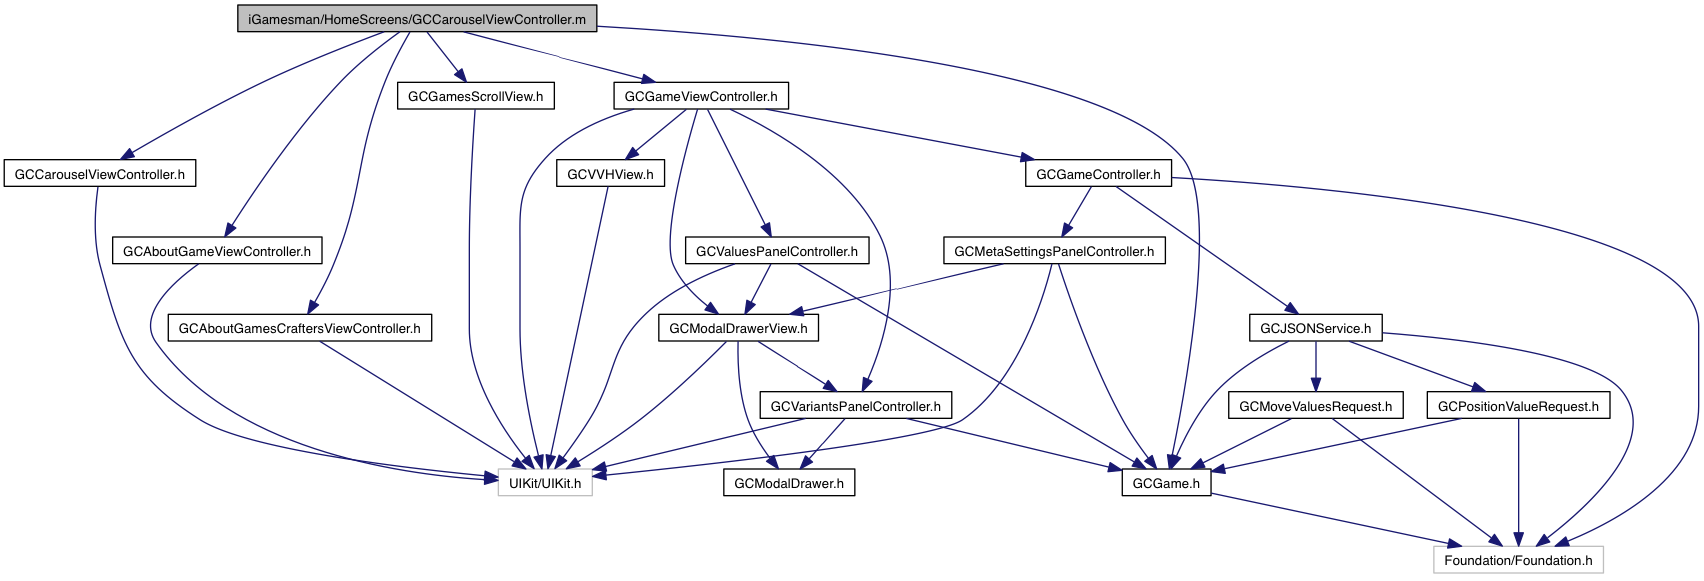 iGamesman/HomeScreens/GCCarouselViewController.m
GCGamesScrollView.h
GCGameViewController.h
GCCarouselViewController.h
GCVVHView.h
GCGameController.h
GCAboutGameViewController.h
GCValuesPanelController.h
GCMetaSettingsPanelController.h
GCAboutGamesCraftersViewController.h
GCModalDrawerView.h
GCJSONService.h
GCVariantsPanelController.h
GCMoveValuesRequest.h
GCPositionValueRequest.h
UIKit/UIKit.h
GCModalDrawer.h
GCGame.h
Foundation/Foundation.h